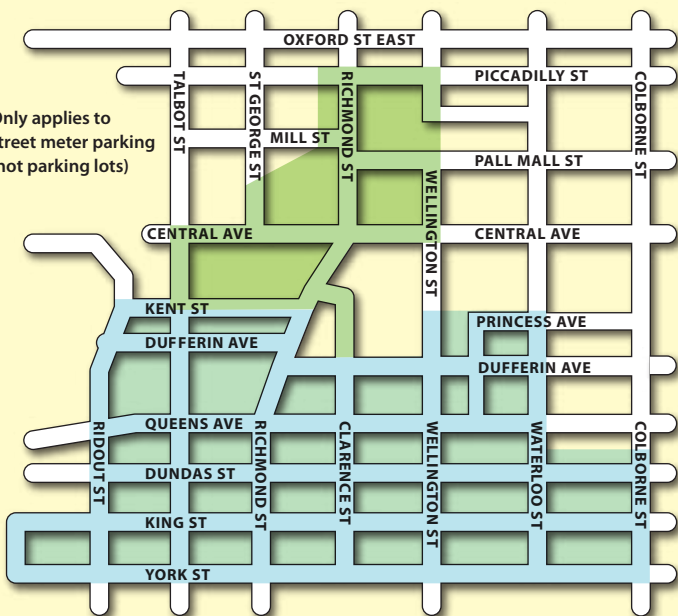 OXFORD ST EAST
PICCADILLY ST
TALBOT ST
ST GEORGE ST
RICHMOND ST
COLBORNE ST
Only applies to
street meter parking
not parking lots)
MILL ST
PALL MALL ST
WELLINGTON ST
CENTRAL AVE
CENTRAL AVE
KENT ST
PRINCESS AVE
DUFFERIN AVE
DUFFERIN AVE
QUEENS AVE
RIDOUT ST
RICHMOND ST
CLARENCE ST
WELLINGTON ST
WATERLOO ST
COLBORNE ST
DUNDAS ST
KING ST
YORK ST